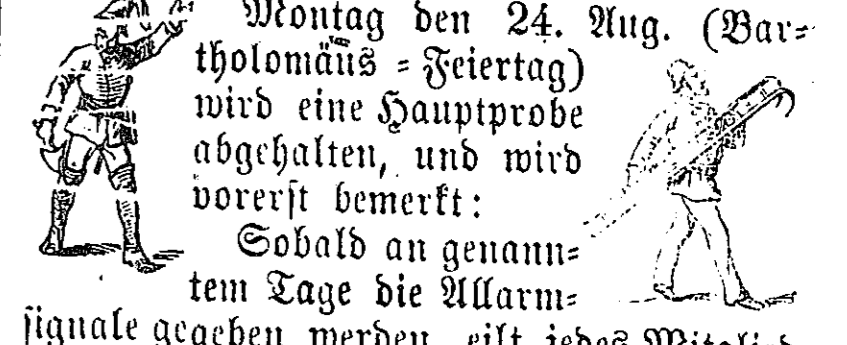 Montag den 24. Aug. (Bar-
tholomäus-Feiertag)
wird eine Hauptprobe
abgehalten, und wird
vorerst bemerkt:
Sobald an genann-
tem Tage die Allarm-
signale gegeben werden, eilt jedes Mitglied